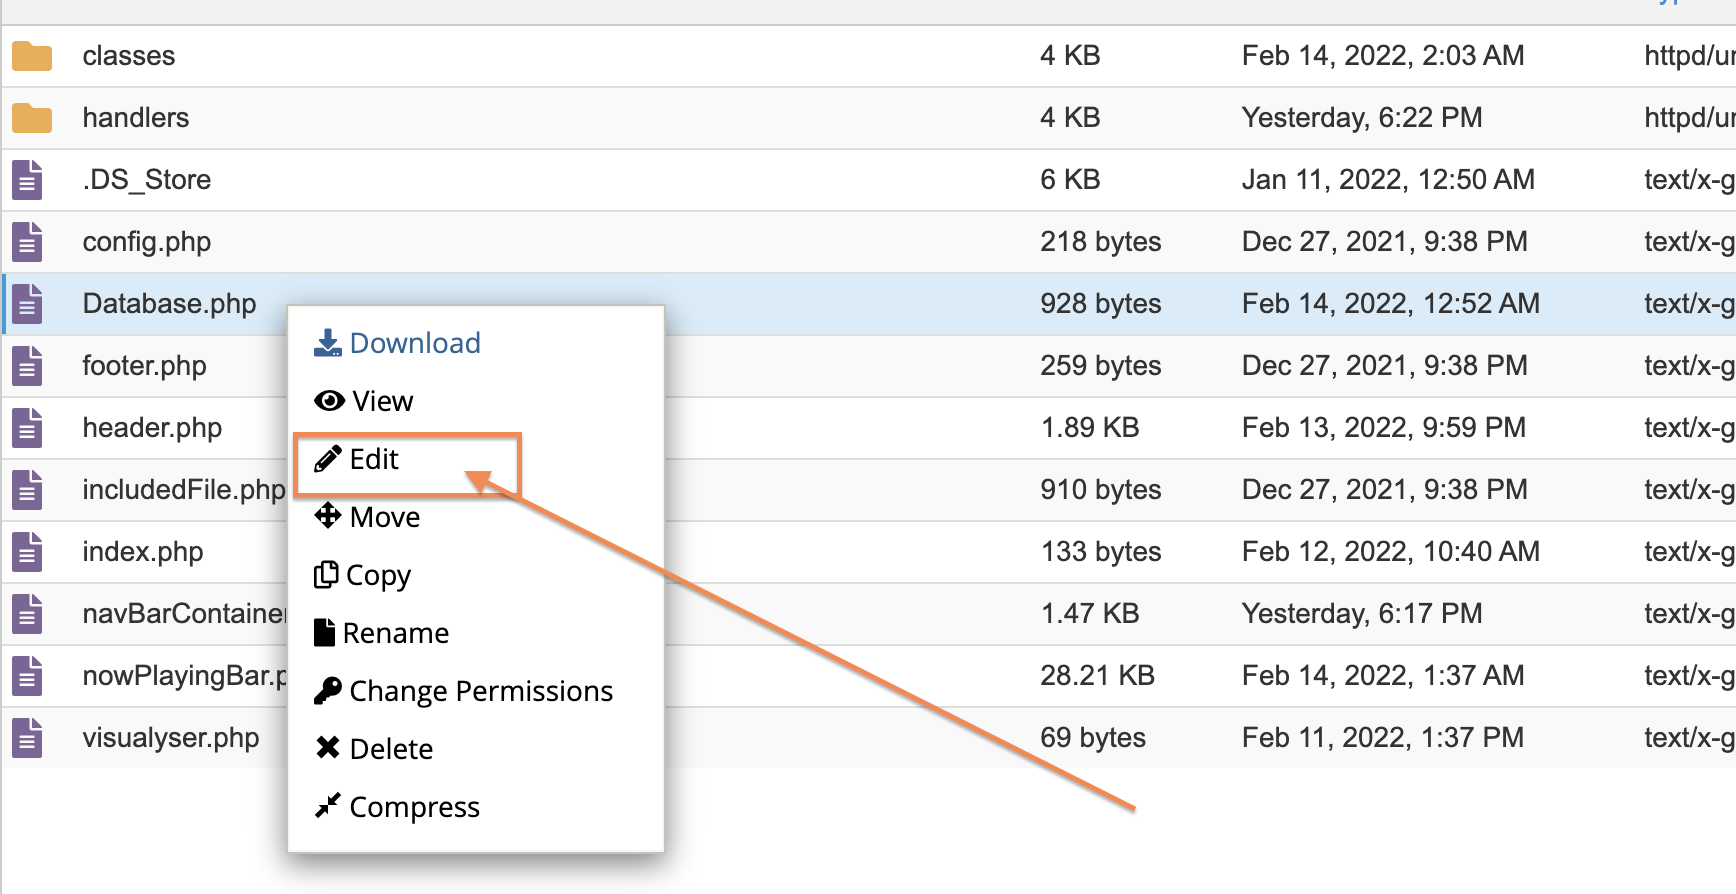 classes 4 KB Feb 14, 2022, 2:03 AM
handlers 4 KB Yesterday, 6:22 PM
.DS_Store 6 KB Jan 11, 2022, 12:50 AM text/x-g
config.php 218 bytes Dec 27, 2021, 9:38 PM text/x-g
Database.php 928 bytes Feb 14, 2022, 12:52 AM text/x-g
footer.php 259 bytes Dec 27, 2021, 9:38 PM text/x-g
header.php 1.89 KB Feb 13, 2022, 9:59 PM text/x-g
includedFile.php 910 bytes Dec 27, 2021, 9:38 PM text/x-g
index.php 133 bytes Feb 12, 2022, 10:40 AM text/x-g
navBarContainer 1.47 KB Yesterday, 6:17 PM text/x-g
nowPlayingBar.p 28.21 KB Feb 14, 2022, 1:37 AM text/x-g
visualyser.php 69 bytes Feb 11, 2022, 1:37 PM text/x-g
Download
View
Edit
Move
Copy
Rename
Change Permissions
Delete
Compress